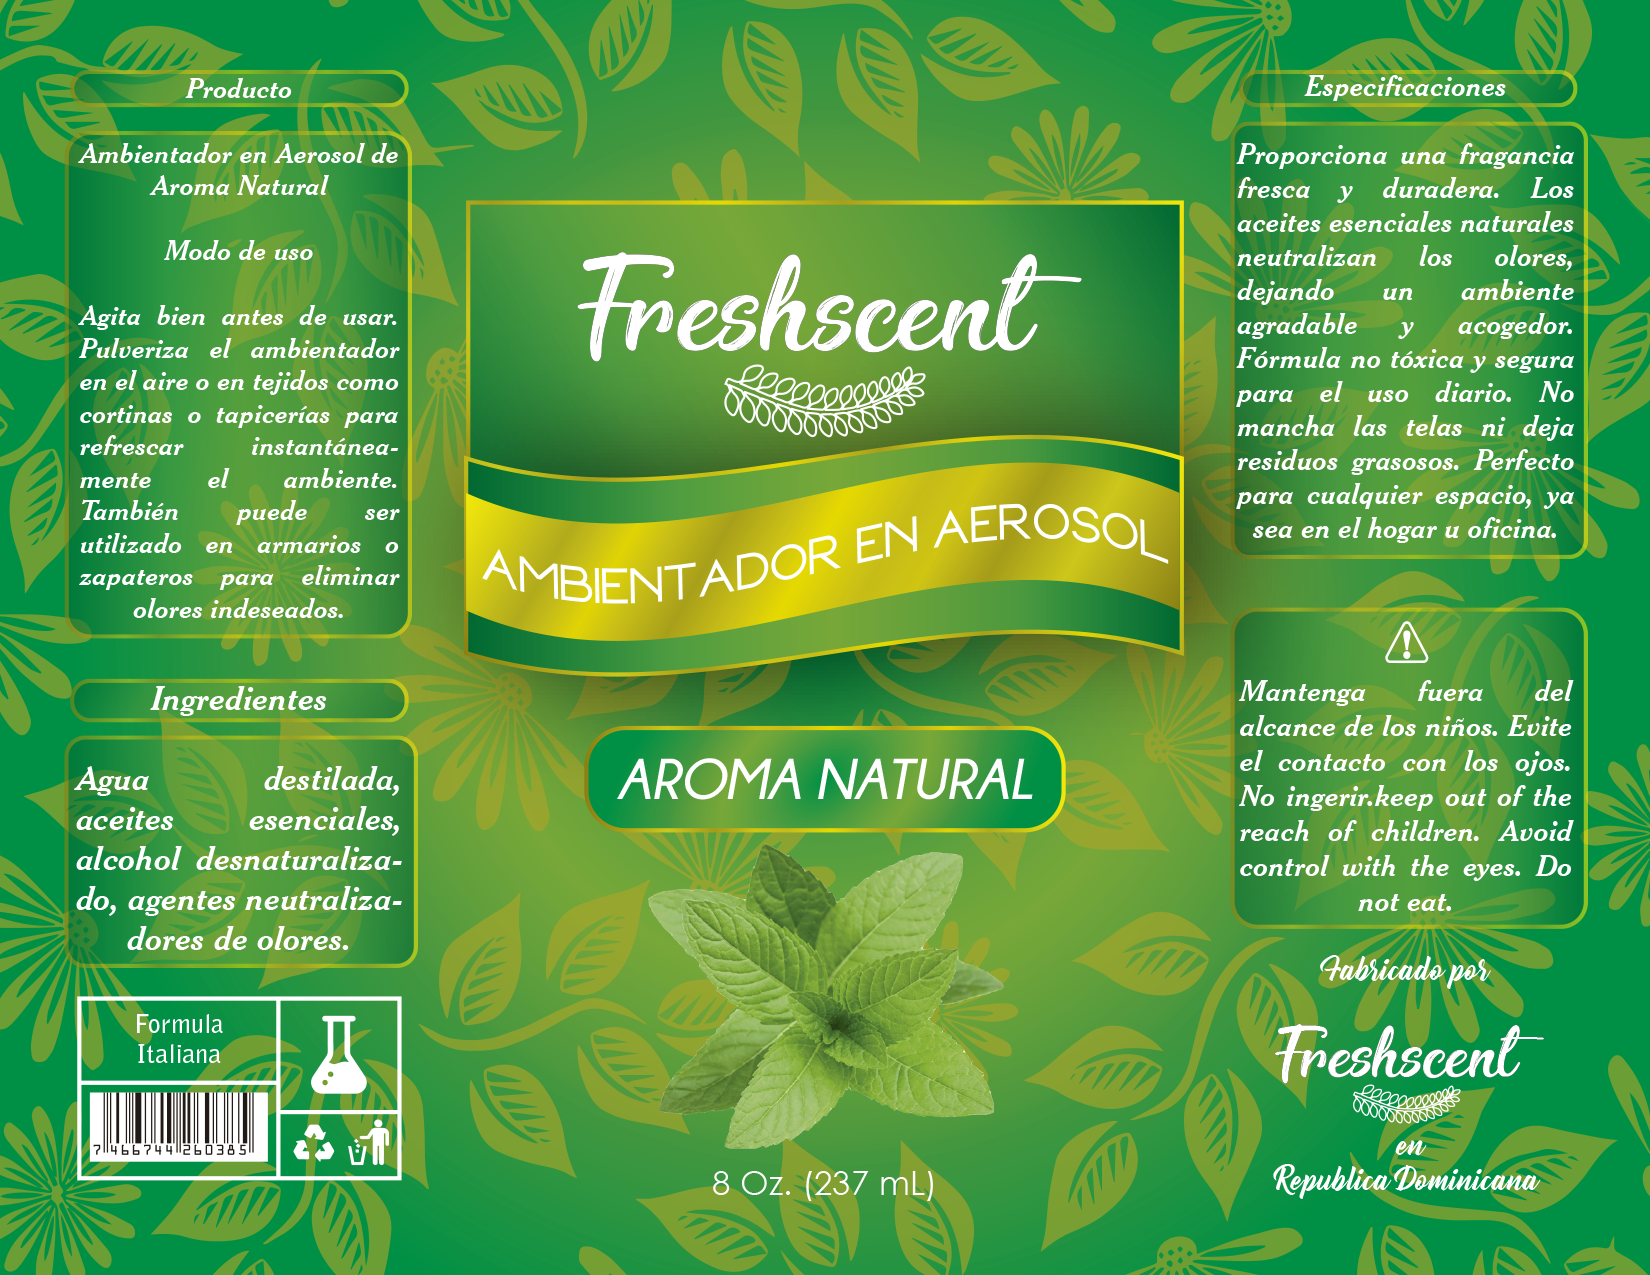 Producto
Ambientador en Aerosol de
Aroma Natural
Modo de uso
Agita bien antes de usar.
Pulveriza el ambientador
en el aire o en tejidos como
cortinas o tapicerías para
refrescar instantánea-
mente el ambiente.
También puede ser
utilizado en armarios o
zapateros para eliminar
olores indeseados.
Ingredientes
Agua destilada,
aceites esenciales,
alcohol desnaturaliza-
do, agentes neutraliza-
dores de olores.
Formula
Italiana
7 466744 260385
Freshscent
AMBIENTADOR EN AEROSOL
AROMA NATURAL
8 Oz. (237 mL)
Especificaciones
Proporciona una fragancia
fresca y duradera. Los
aceites esenciales naturales
neutralizan los olores,
dejando un ambiente
agradable y acogedor.
Fórmula no tóxica y segura
para el uso diario. No
mancha las telas ni deja
residuos grasosos. Perfecto
para cualquier espacio, ya
sea en el hogar u oficina.
Mantenga fuera del
alcance de los niños. Evite
el contacto con los ojos.
No ingerir.keep out of the
reach of children. Avoid
control with the eyes. Do
not eat.
Fabricado por
Freshscent
en
Republica Dominicana